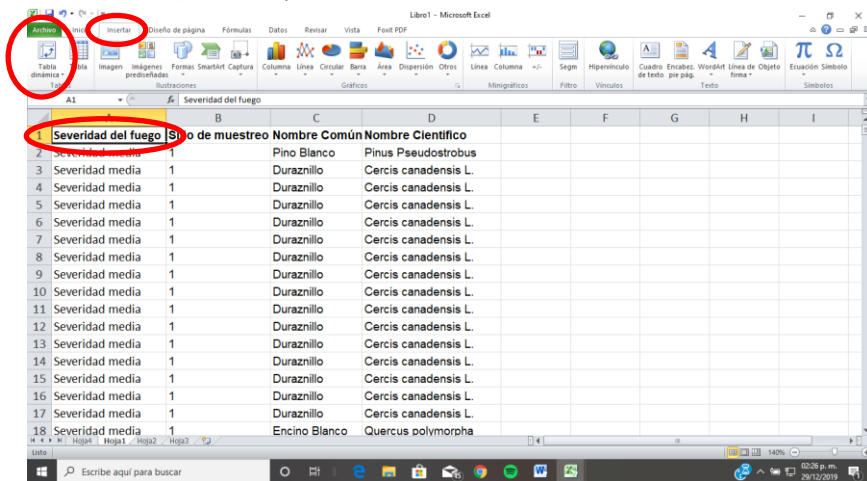 Libro1 - Microsoft Excel
Archivo Inicio Insertar Diseño de página Fórmulas Datos Revisar Vista Foxit PDF
Tabla dinámica Tabla Imagen Imágenes prediseñadas Formas SmartArt Captura Columna Línea Circular Barra Área Dispersión Otros Línea Columna +/- Segm Hipervínculo Cuadro de texto Encabez. pie pág. WordArt Línea de firma Objeto Ecuación Símbolo
Tablas Ilustraciones Gráficos Minigráficos Filtro Vínculos Texto Símbolos
A1 fx Severidad del fuego
A B C D E F G H I
1 Severidad del fuego Sitio de muestreo Nombre Común Nombre Cientifico
2 Severidad media 1 Pino Blanco Pinus Pseudostrobus
3 Severidad media 1 Duraznillo Cercis canadensis L.
4 Severidad media 1 Duraznillo Cercis canadensis L.
5 Severidad media 1 Duraznillo Cercis canadensis L.
6 Severidad media 1 Duraznillo Cercis canadensis L.
7 Severidad media 1 Duraznillo Cercis canadensis L.
8 Severidad media 1 Duraznillo Cercis canadensis L.
9 Severidad media 1 Duraznillo Cercis canadensis L.
10 Severidad media 1 Duraznillo Cercis canadensis L.
11 Severidad media 1 Duraznillo Cercis canadensis L.
12 Severidad media 1 Duraznillo Cercis canadensis L.
13 Severidad media 1 Duraznillo Cercis canadensis L.
14 Severidad media 1 Duraznillo Cercis canadensis L.
15 Severidad media 1 Duraznillo Cercis canadensis L.
16 Severidad media 1 Duraznillo Cercis canadensis L.
17 Severidad media 1 Duraznillo Cercis canadensis L.
18 Severidad media 1 Encino Blanco Quercus polymorpha
Hoja4 Hoja1 Hoja2 Hoja3
Listo 140%
Escribe aquí para buscar 02:26 p. m.
29/12/2019